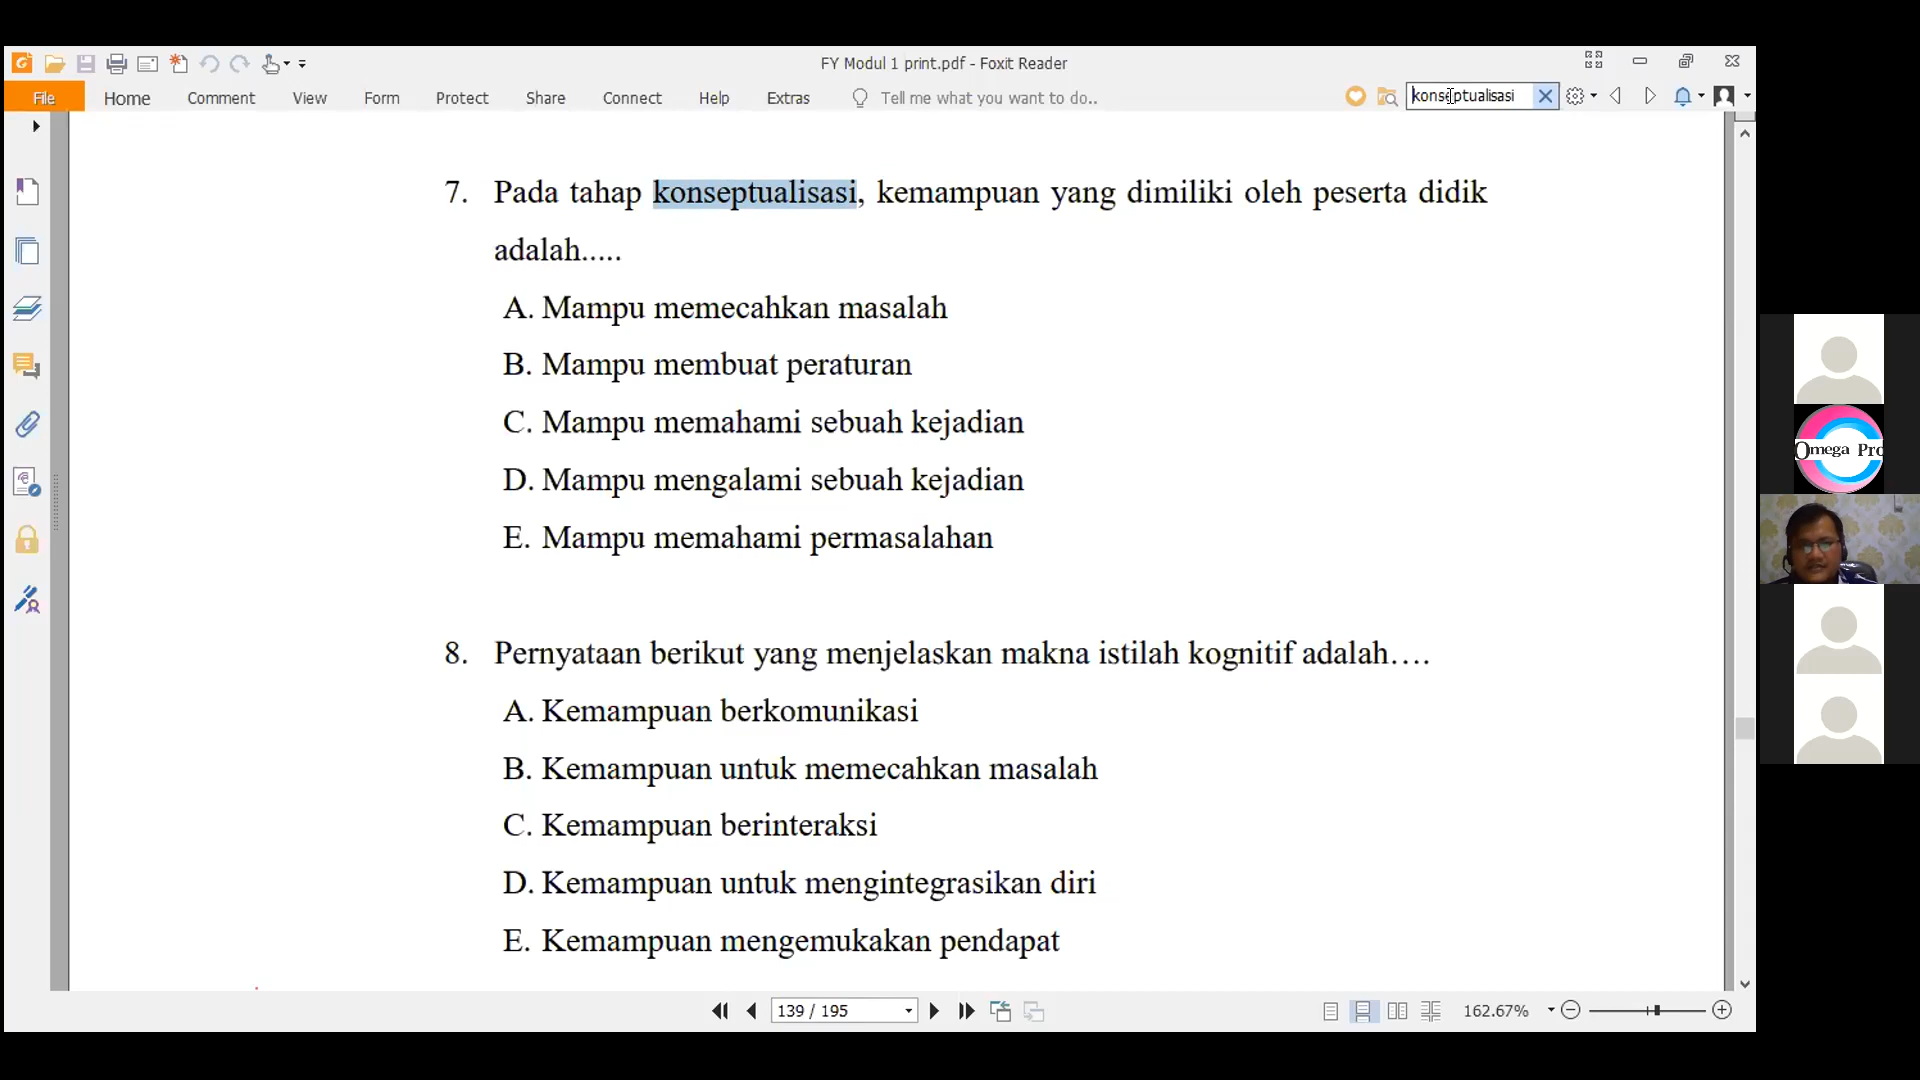 FY Modul 1 print.pdf - Foxit Reader
File Home Comment View Form Protect Share Connect Help Extras Tell me what you want to do.. konseptualisasi
7. Pada tahap konseptualisasi, kemampuan yang dimiliki oleh peserta didik
adalah.....
A. Mampu memecahkan masalah
B. Mampu membuat peraturan
C. Mampu memahami sebuah kejadian
D. Mampu mengalami sebuah kejadian
E. Mampu memahami permasalahan
8. Pernyataan berikut yang menjelaskan makna istilah kognitif adalah….
A. Kemampuan berkomunikasi
B. Kemampuan untuk memecahkan masalah
C. Kemampuan berinteraksi
D. Kemampuan untuk mengintegrasikan diri
E. Kemampuan mengemukakan pendapat
Omega Pro
139 / 195
162.67%